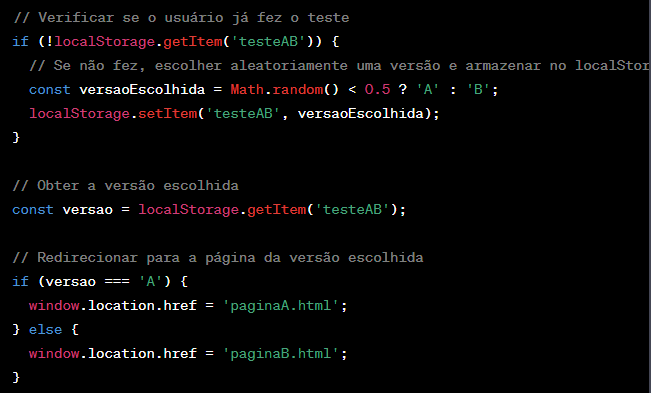 // Verificar se o usuário já fez o teste
if (!localStorage.getItem('testeAB')) {
// Se não fez, escolher aleatoriamente uma versão e armazenar no
const versaoEscolhida = Math.random() < 0.5 ? 'A' : 'B';
localStorage.setItem('testeAB', versaoEscolhida);
}
// Obter a versão escolhida
const versao = localStorage.getItem('testeAB');
// Redirecionar para a página da versão escolhida
if (versao === 'A') {
window.location.href = 'paginaA.html';
} else {
window.location.href = 'paginaB.html';
}